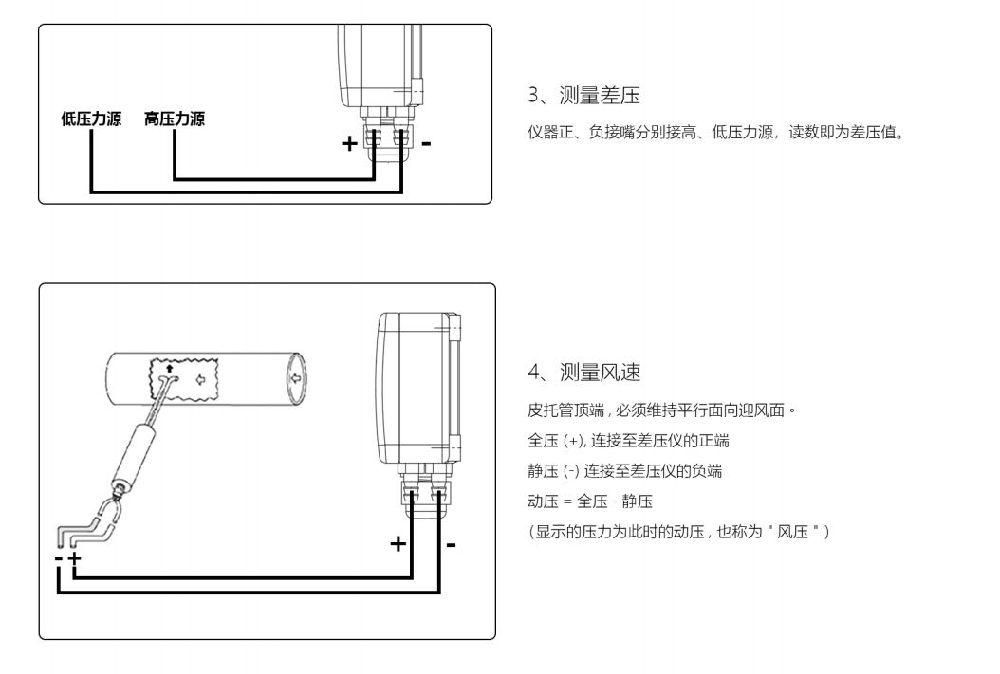 低压力源 高压力源
+ -
3、测量差压
仪器正、负接嘴分别接高、低压力源，读数即为差压值。
4、测量风速
皮托管顶端，必须维持平行面向迎风面。
全压 (+), 连接至差压仪的正端
静压 (-) 连接至差压仪的负端
动压 = 全压 - 静压
(显示的压力为此时的动压，也称为 " 风压 " )
+ -
- +